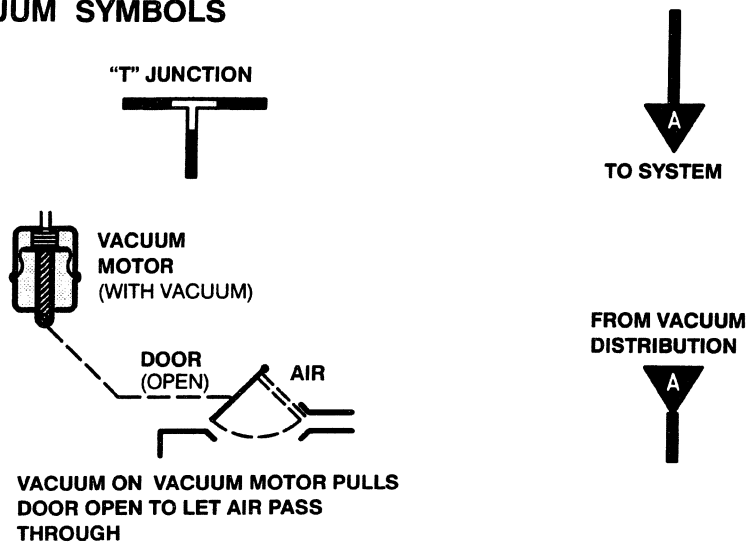 SYMBOLS
"T" JUNCTION
A
TO SYSTEM
VACUUM
MOTOR
(WITH VACUUM)
FROM VACUUM
DISTRIBUTION
A
DOOR
(OPEN)
AIR
VACUUM ON VACUUM MOTOR PULLS
DOOR OPEN TO LET AIR PASS
THROUGH